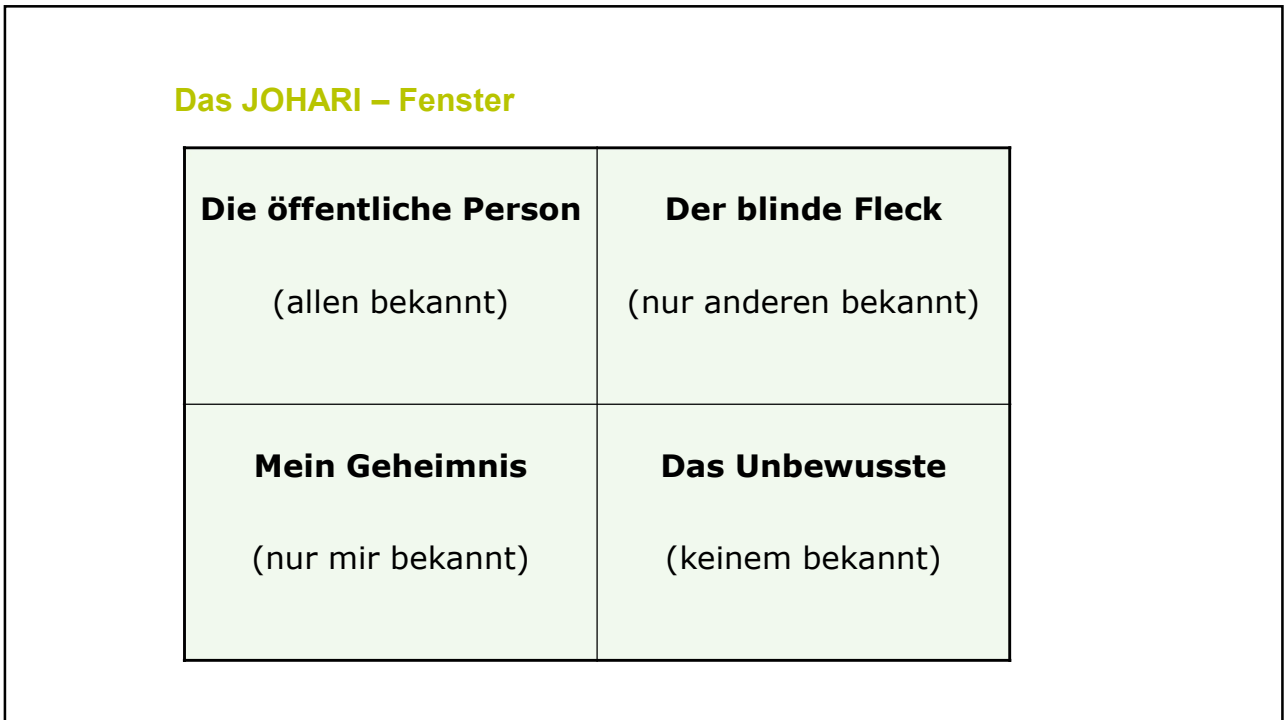 Das JOHARI – Fenster
Die öffentliche Person
(allen bekannt)
Der blinde Fleck
(nur anderen bekannt)
Mein Geheimnis
(nur mir bekannt)
Das Unbewusste
(keinem bekannt)